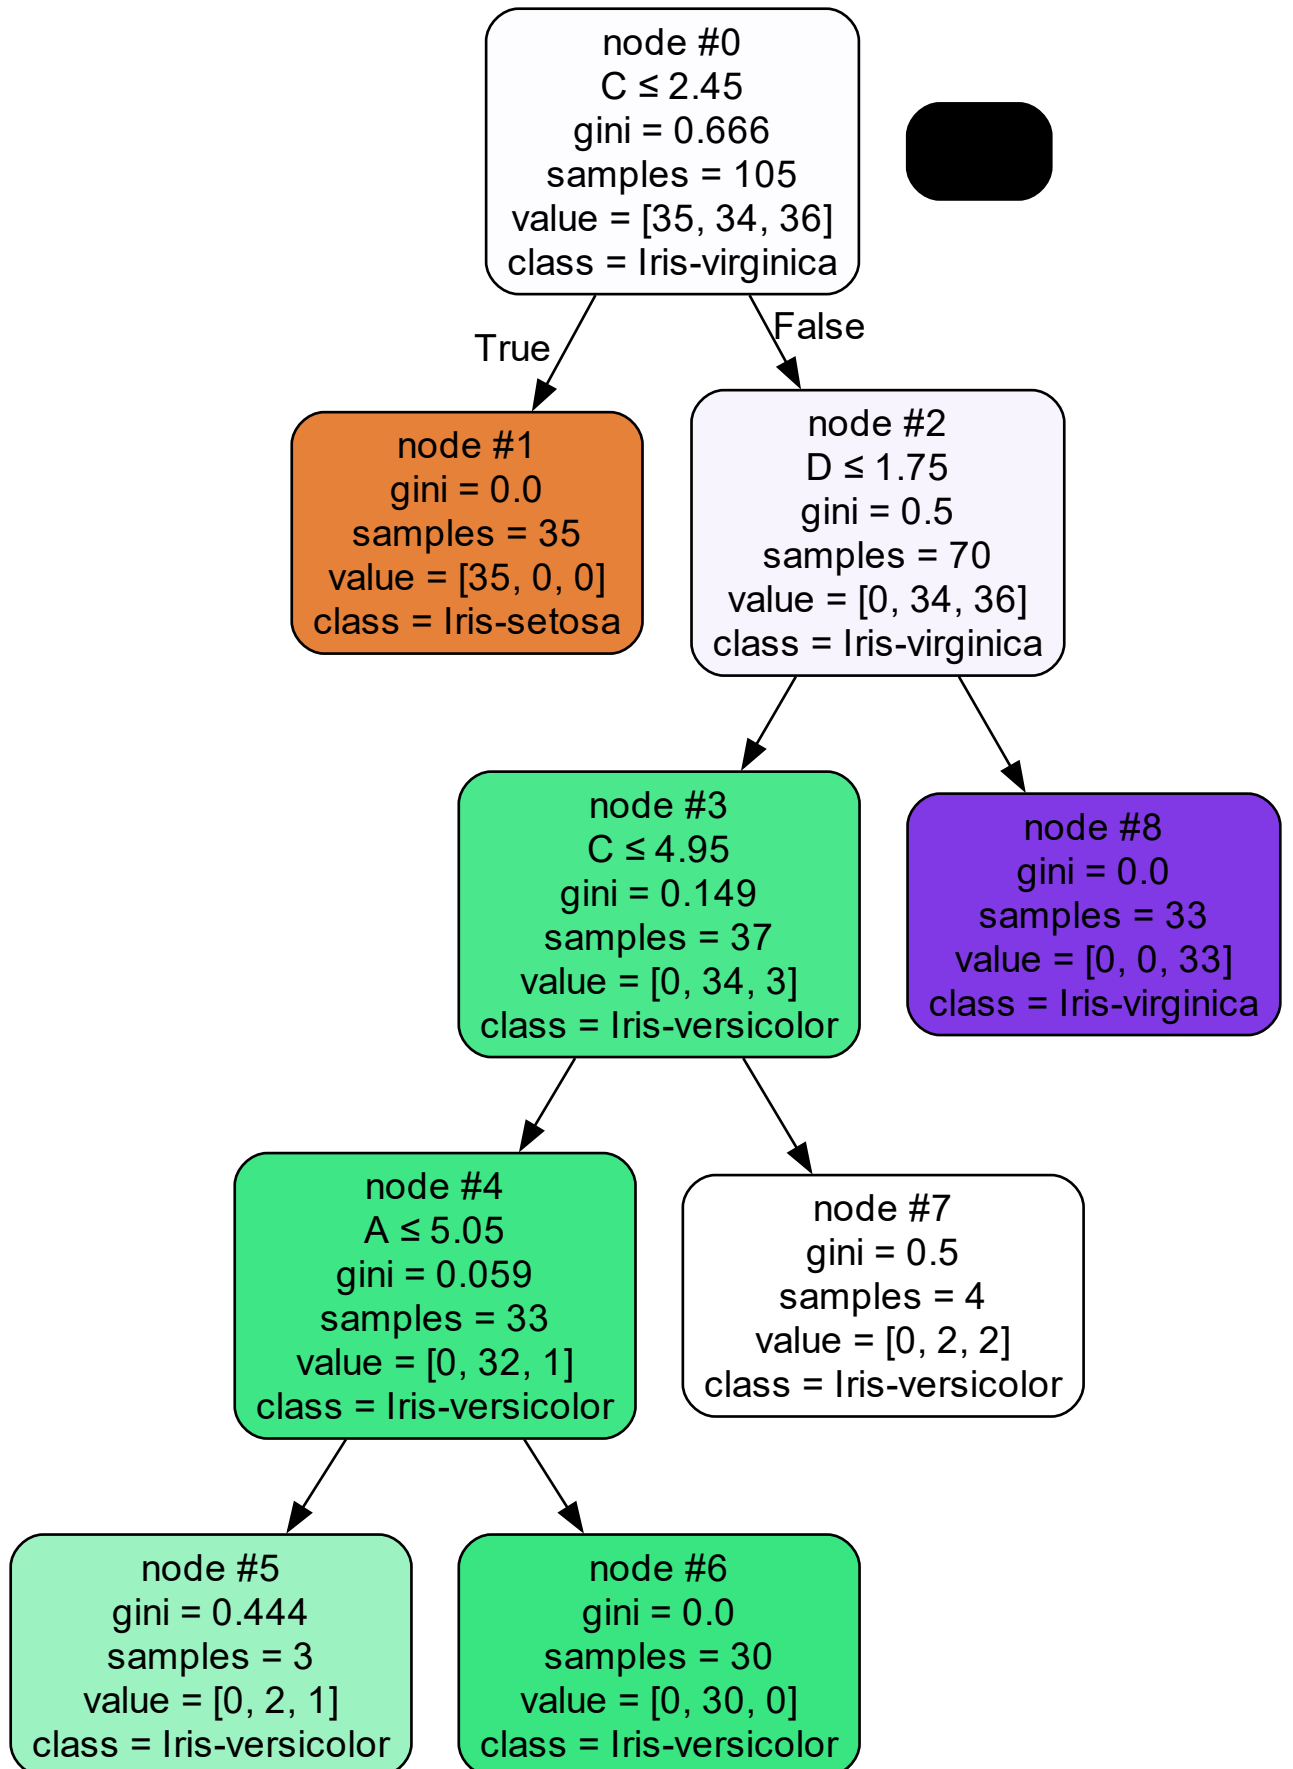 node #0
C ≤ 2.45
gini = 0.666
samples = 105
value = [35, 34, 36]
class = Iris-virginica
True
False
node #1
gini = 0.0
samples = 35
value = [35, 0, 0]
class = Iris-setosa
node #2
D ≤ 1.75
gini = 0.5
samples = 70
value = [0, 34, 36]
class = Iris-virginica
node #3
C ≤ 4.95
gini = 0.149
samples = 37
value = [0, 34, 3]
class = Iris-versicolor
node #8
gini = 0.0
samples = 33
value = [0, 0, 33]
class = Iris-virginica
node #4
A ≤ 5.05
gini = 0.059
samples = 33
value = [0, 32, 1]
class = Iris-versicolor
node #7
gini = 0.5
samples = 4
value = [0, 2, 2]
class = Iris-versicolor
node #5
gini = 0.444
samples = 3
value = [0, 2, 1]
class = Iris-versicolor
node #6
gini = 0.0
samples = 30
value = [0, 30, 0]
class = Iris-versicolor